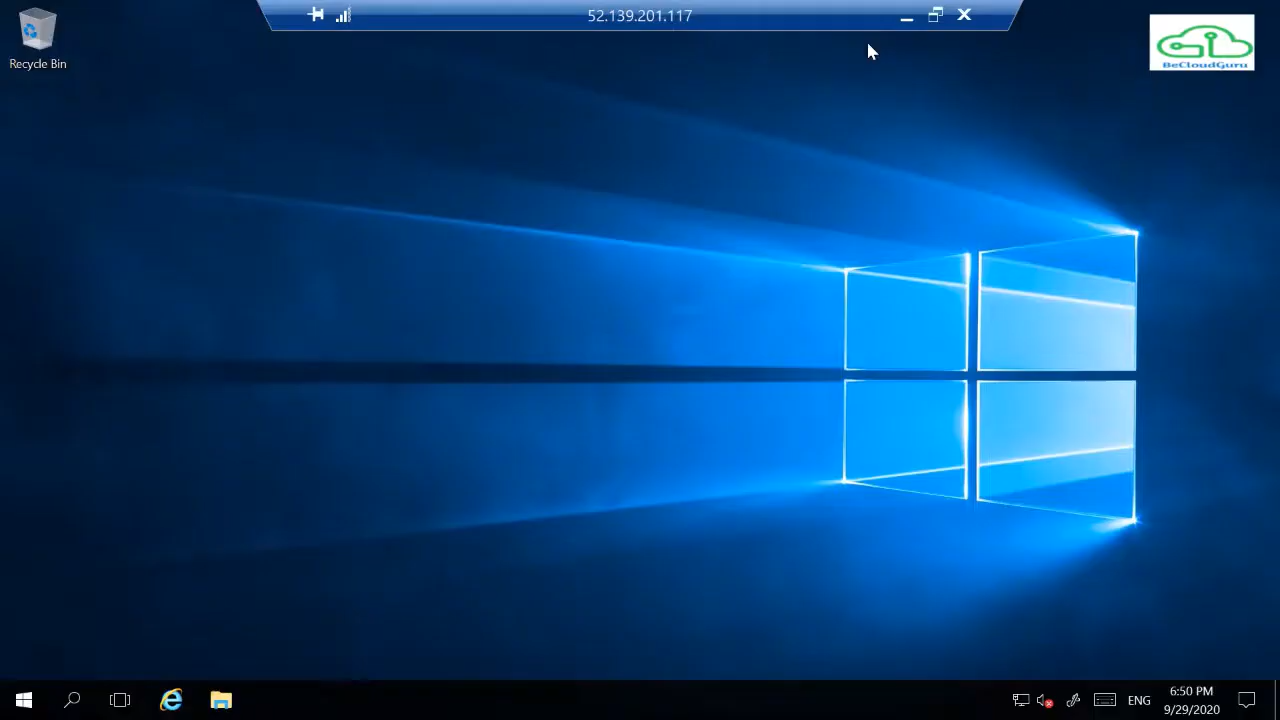 52.139.201.117
BeCloudGuru
Recycle Bin
ENG
6:50 PM
9/29/2020